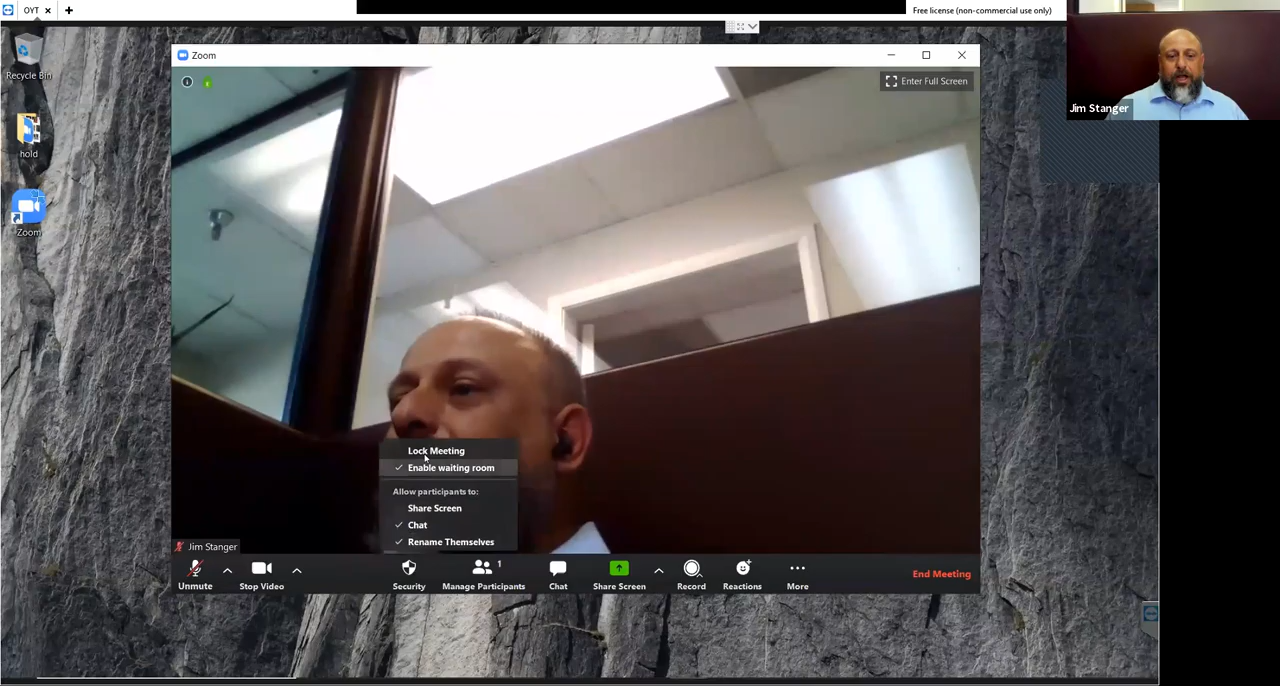 OYT
Free license (non-commercial use only)
Recycle Bin
hold
Zoom
Zoom
Enter Full Screen
Jim Stanger
Lock Meeting
Enable waiting room
Allow participants to:
Share Screen
Chat
Rename Themselves
Jim Stanger
Unmute
Stop Video
Security
Manage Participants
1
Chat
Share Screen
Record
Reactions
More
End Meeting